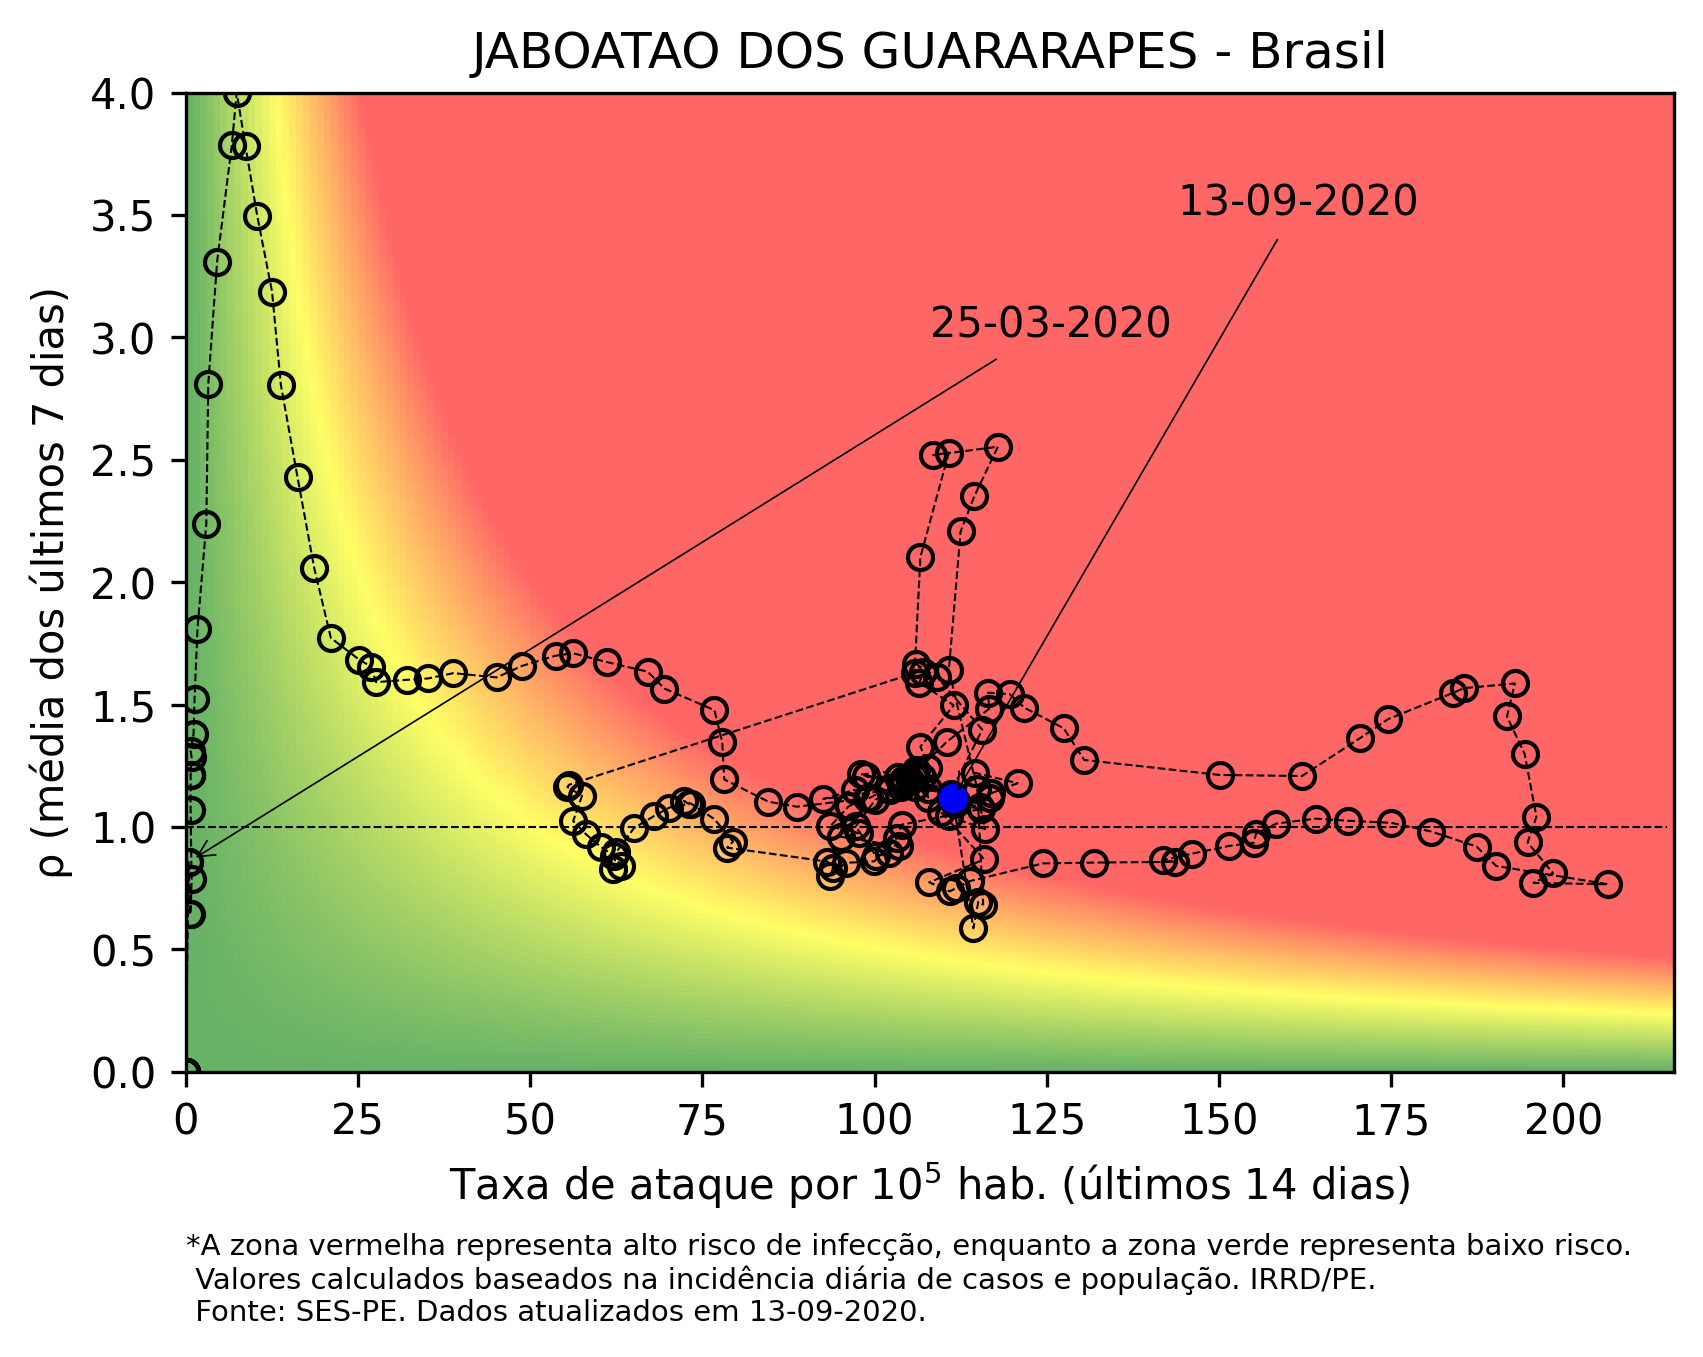 JABOATAO DOS GUARARAPES - Brasil
4.0
3.5
3.0
2.5
2.0
1.5
1.0
0.5
0.0
ρ (média dos últimos 7 dias)
13-09-2020
25-03-2020
0 25 50 75 100 125 150 175 200
Taxa de ataque por 10⁵ hab. (últimos 14 dias)
*A zona vermelha representa alto risco de infecção, enquanto a zona verde representa baixo risco.
Valores calculados baseados na incidência diária de casos e população. IRRD/PE.
Fonte: SES-PE. Dados atualizados em 13-09-2020.